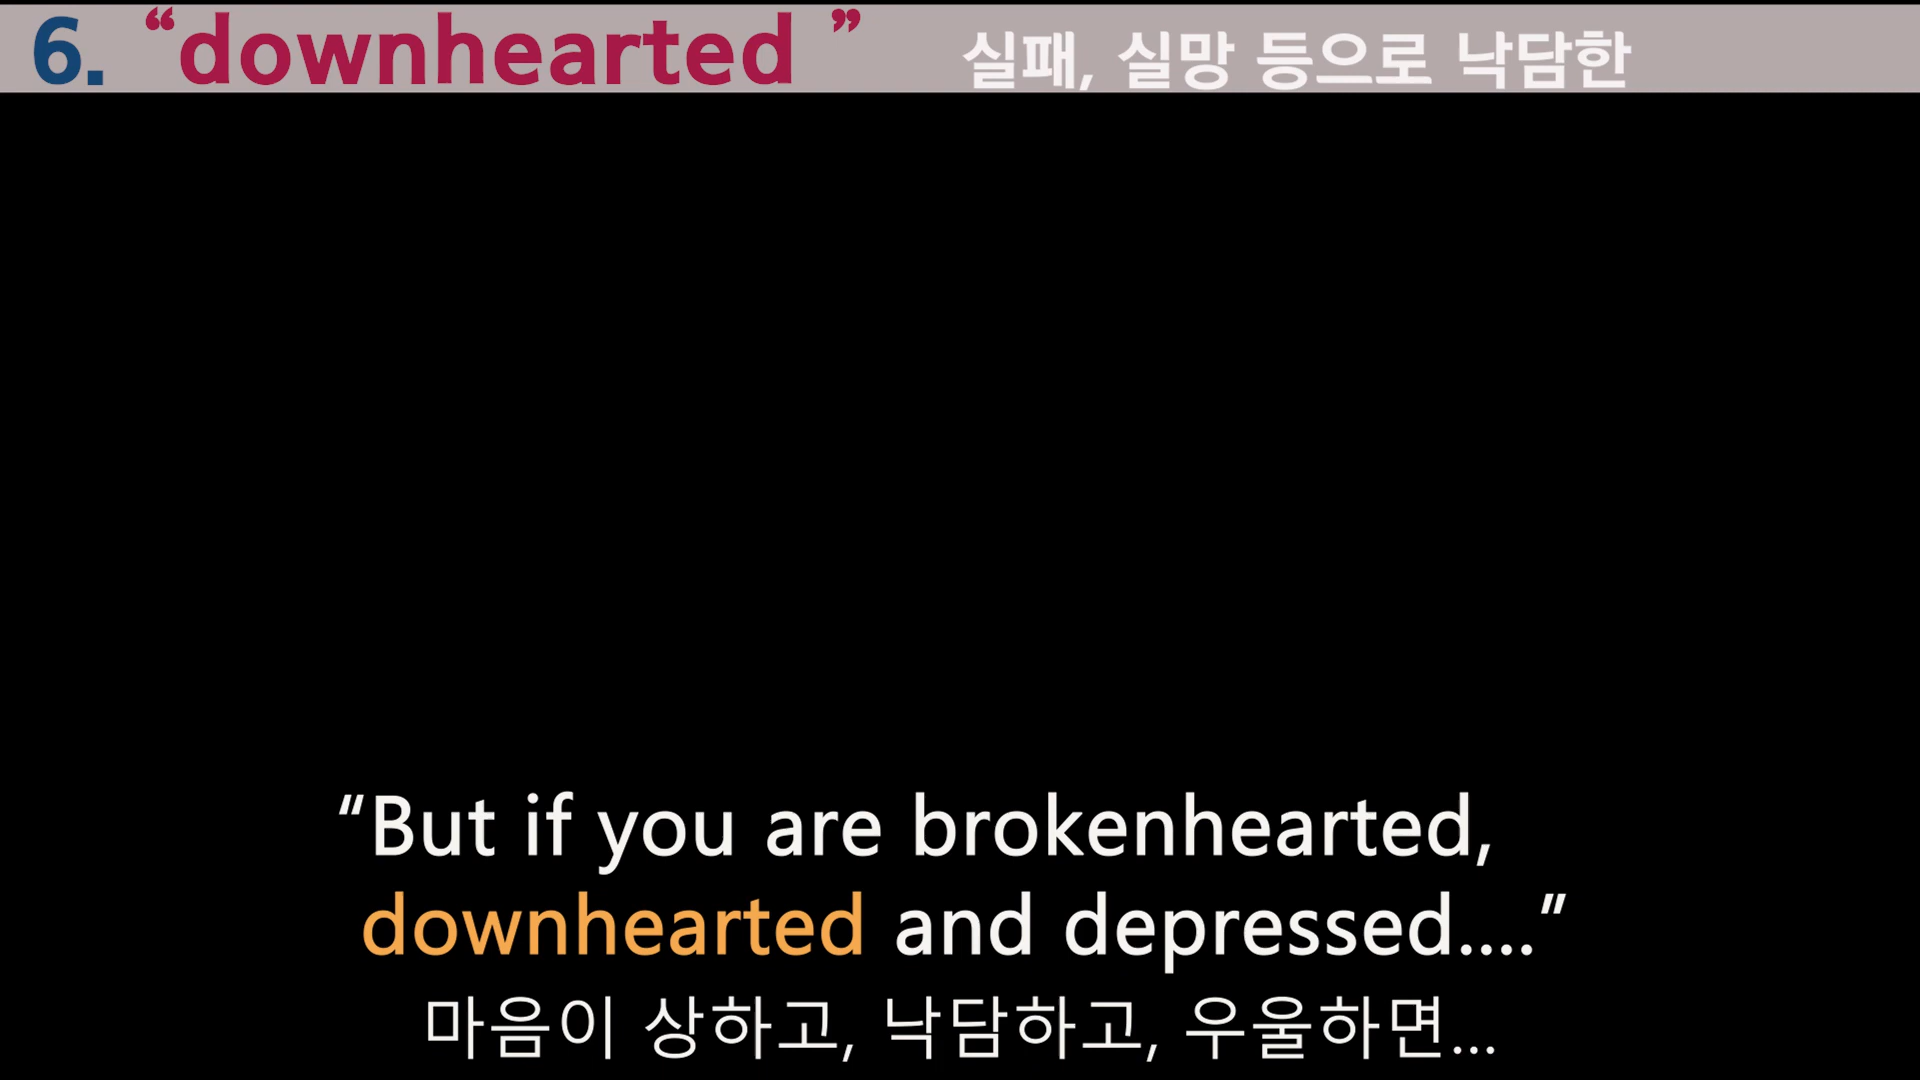 6. “downhearted ” 실패, 실망 등으로 낙담한
“But if you are brokenhearted,
downhearted and depressed....”
마음이 상하고, 낙담하고, 우울하면...